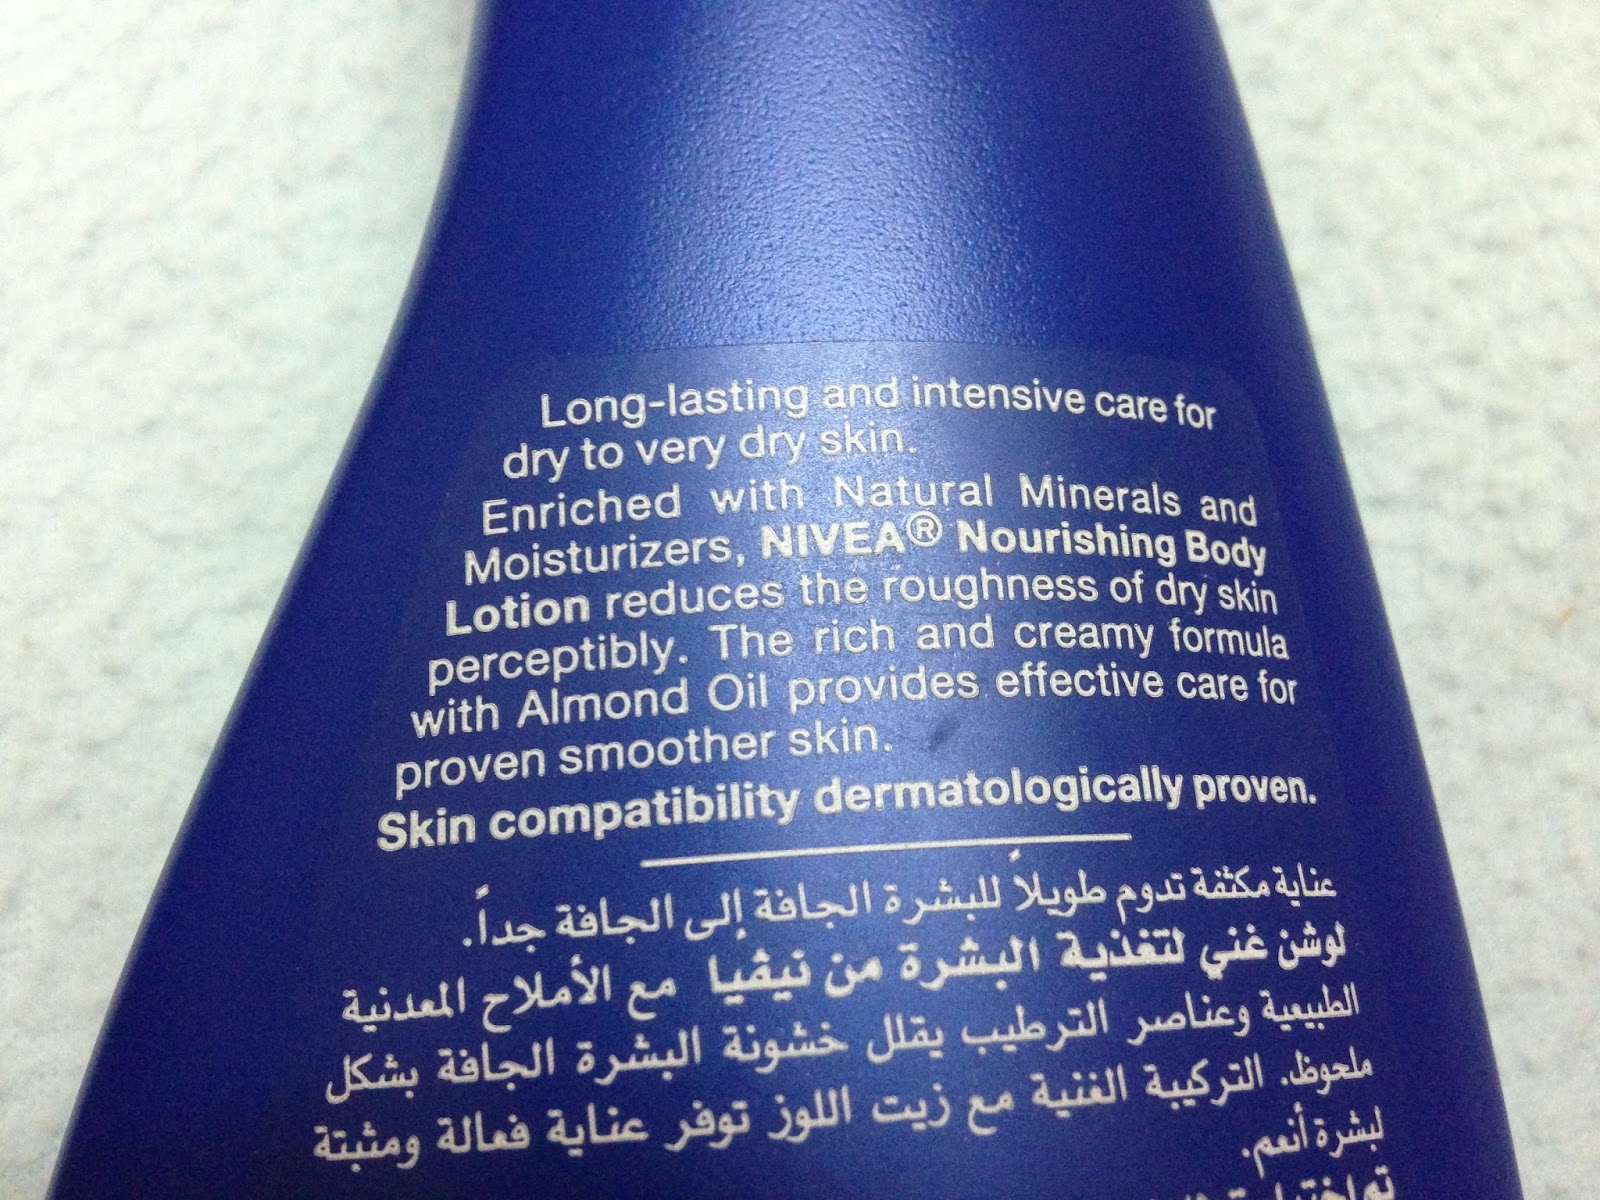 Long-lasting and intensive care for
dry to very dry skin.
Enriched with Natural Minerals and
Moisturizers, NIVEA® Nourishing Body
Lotion reduces the roughness of dry skin
perceptibly. The rich and creamy formula
with Almond Oil provides effective care for
proven smoother skin.
Skin compatibility dermatologically proven.
عناية مكثفة تدوم طويلاً للبشرة الجافة إلى الجافة جداً.
لوشن غني لتغذية البشرة من نيڤيا مع الأملاح المعدنية
الطبيعية وعناصر الترطيب يقلل خشونة البشرة الجافة بشكل
ملحوظ. التركيبة الغنية مع زيت اللوز توفر عناية فعالة ومثبتة
لبشرة أنعم.